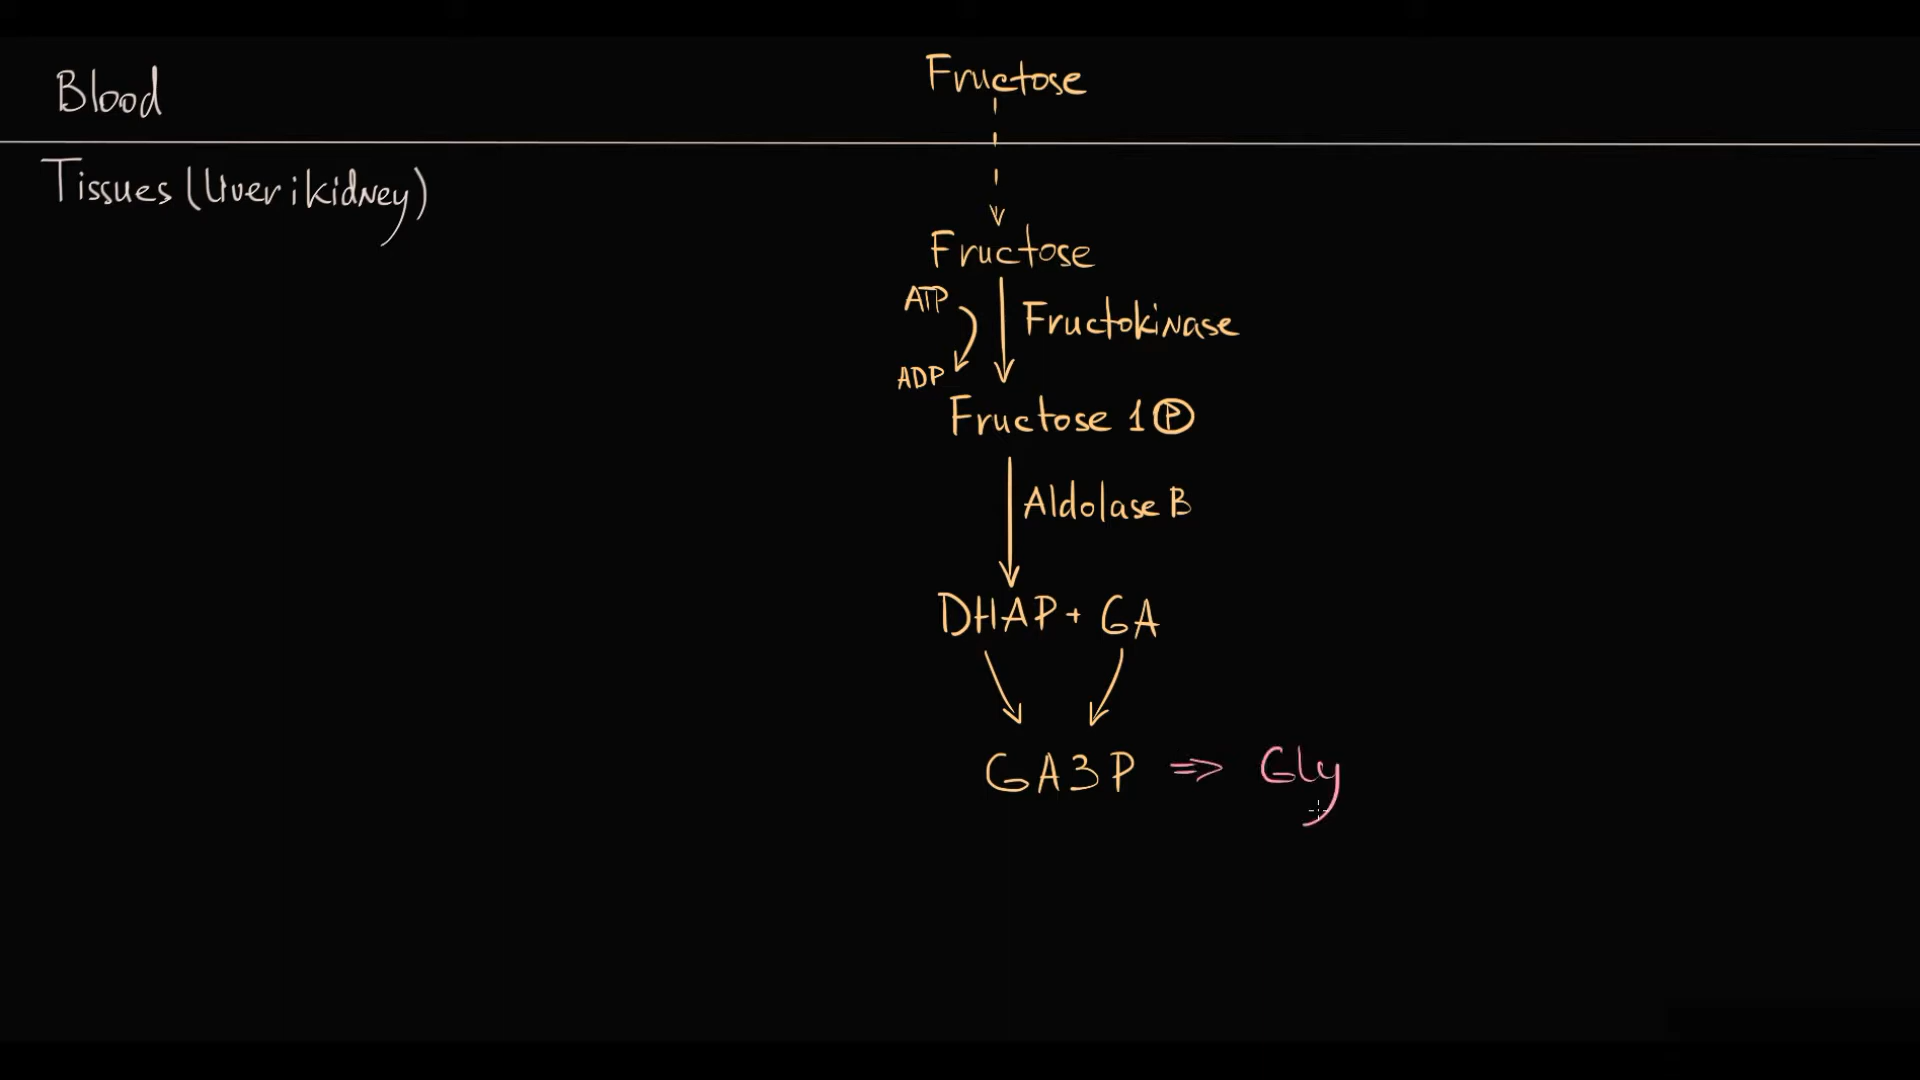 Blood
Fructose
Tissues (liver i kidney)
Fructose
ATP
Fructokinase
ADP
Fructose 1 P
Aldolase B
DHAP + GA
GA3P => Gly